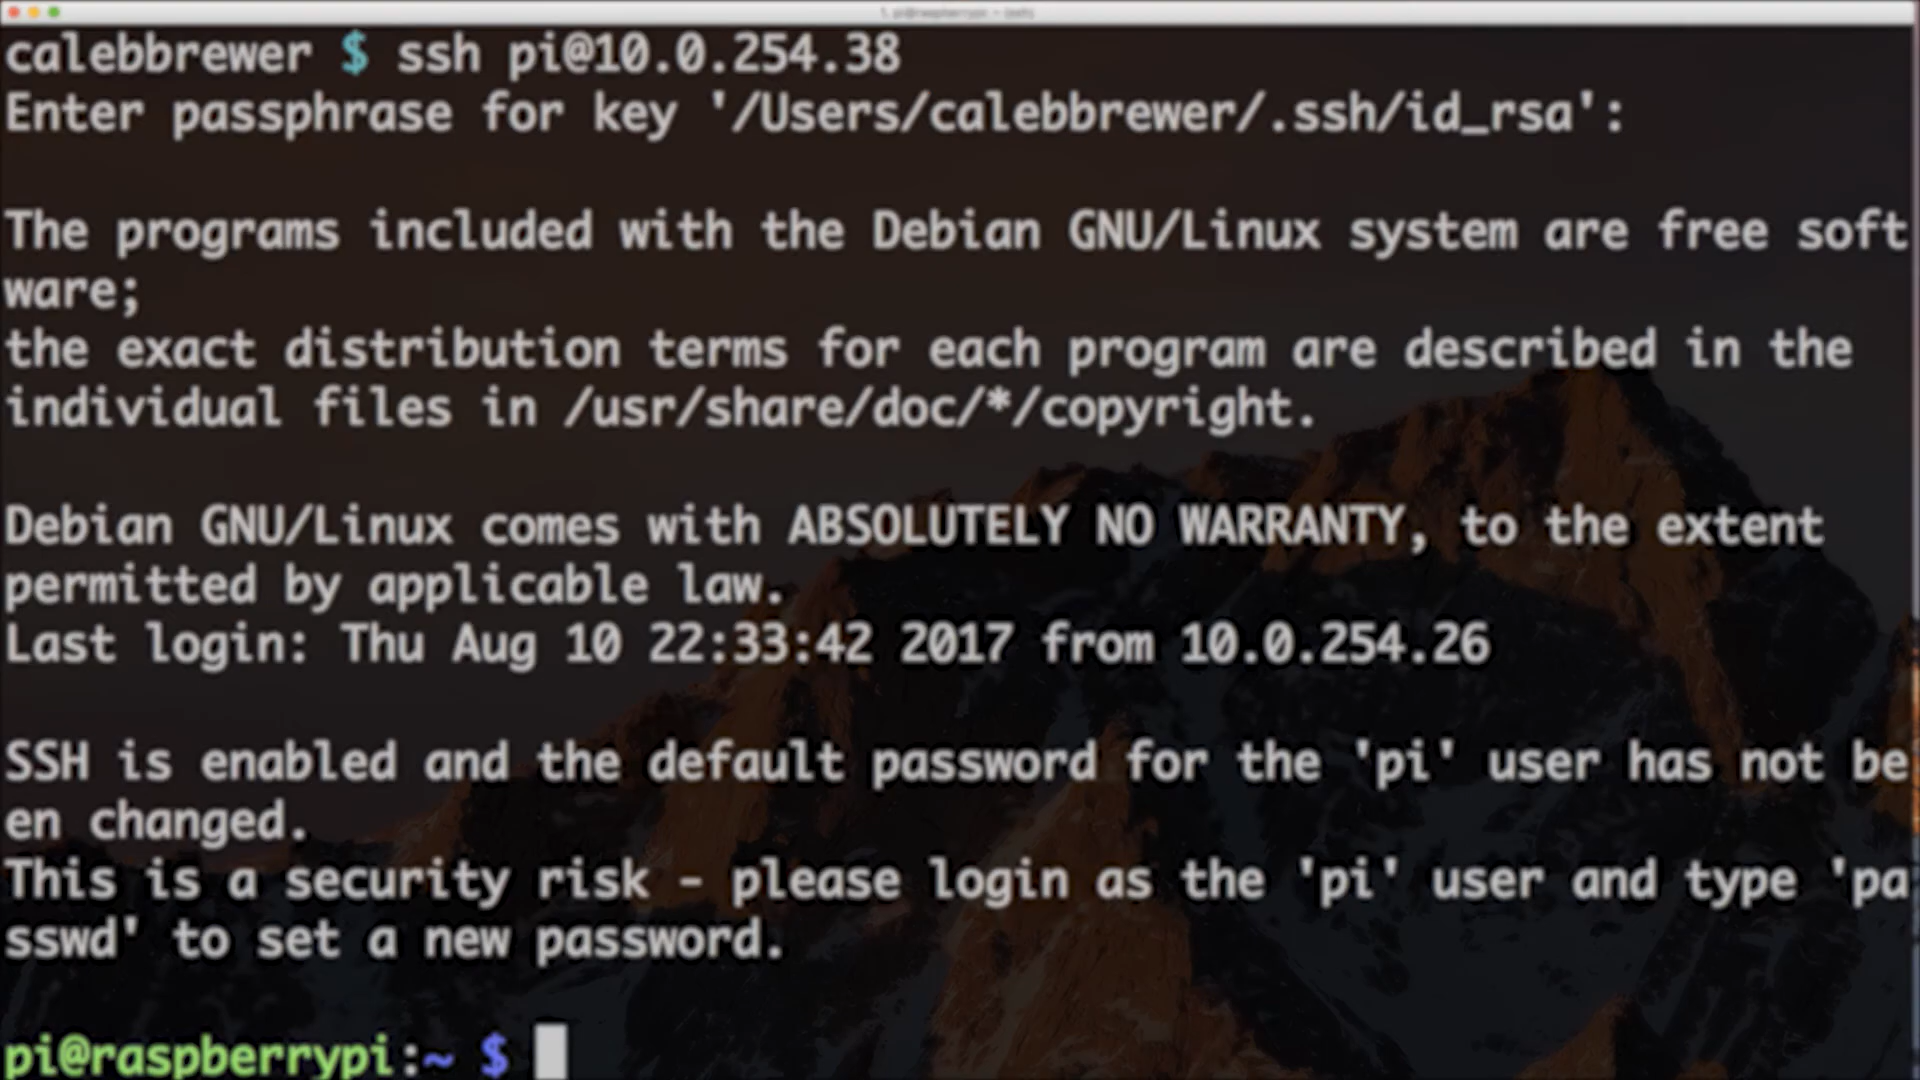 calebbrewer $ ssh pi@10.0.254.38
Enter passphrase for key '/Users/calebbrewer/.ssh/id_rsa':
The programs included with the Debian GNU/Linux system are free soft
ware;
the exact distribution terms for each program are described in the
individual files in /usr/share/doc/*/copyright.
Debian GNU/Linux comes with ABSOLUTELY NO WARRANTY, to the extent
permitted by applicable law.
Last login: Thu Aug 10 22:33:42 2017 from 10.0.254.26
SSH is enabled and the default password for the 'pi' user has not be
en changed.
This is a security risk - please login as the 'pi' user and type 'pa
sswd' to set a new password.
pi@raspberrypi:~ $